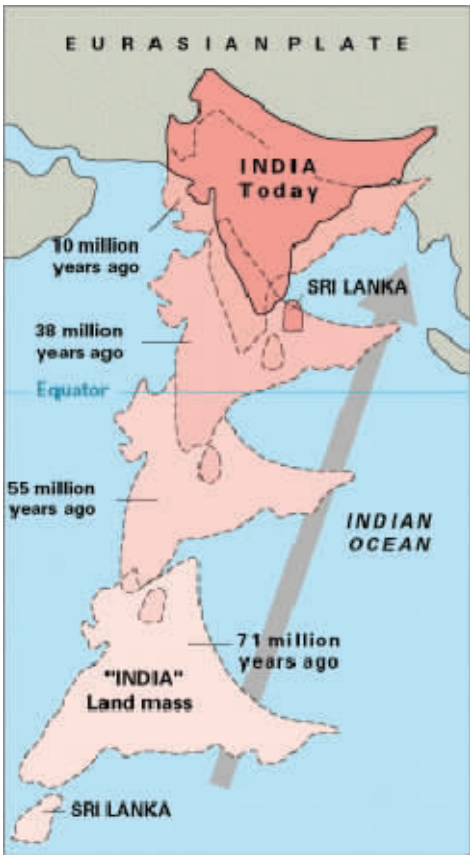 EURASIAN PLATE
INDIA
Today
10 million
years ago
SRI LANKA
38 million
years ago
Equator
55 million
years ago
INDIAN
OCEAN
71 million
years ago
"INDIA"
Land mass
SRI LANKA